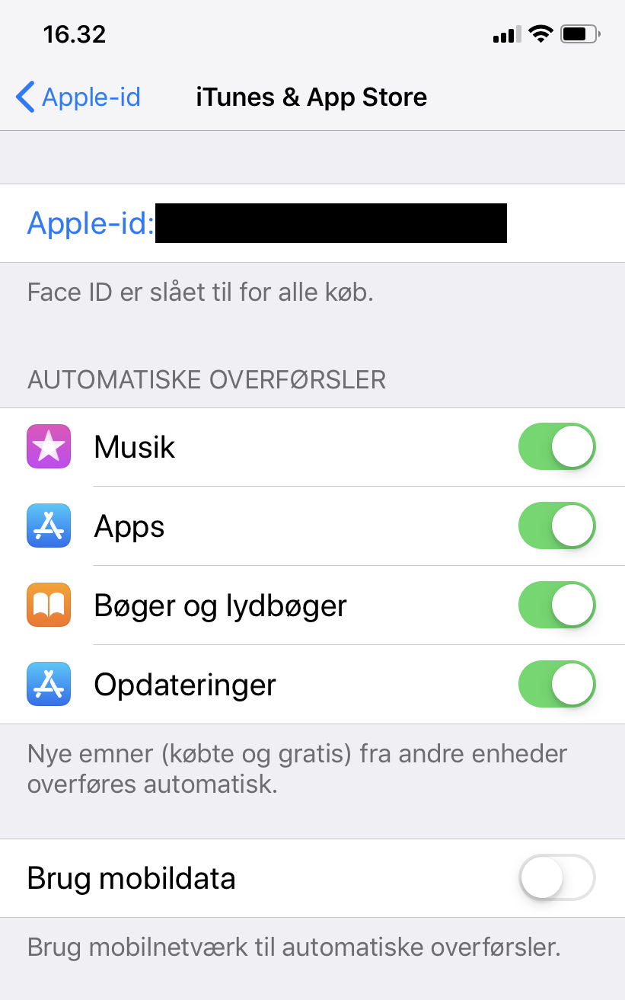 16.32
Apple-id
iTunes & App Store
Apple-id:
Face ID er slået til for alle køb.
AUTOMATISKE OVERFØRSLER
Musik
Apps
Bøger og lydbøger
Opdateringer
Nye emner (købte og gratis) fra andre enheder
overføres automatisk.
Brug mobildata
Brug mobilnetværk til automatiske overførsler.